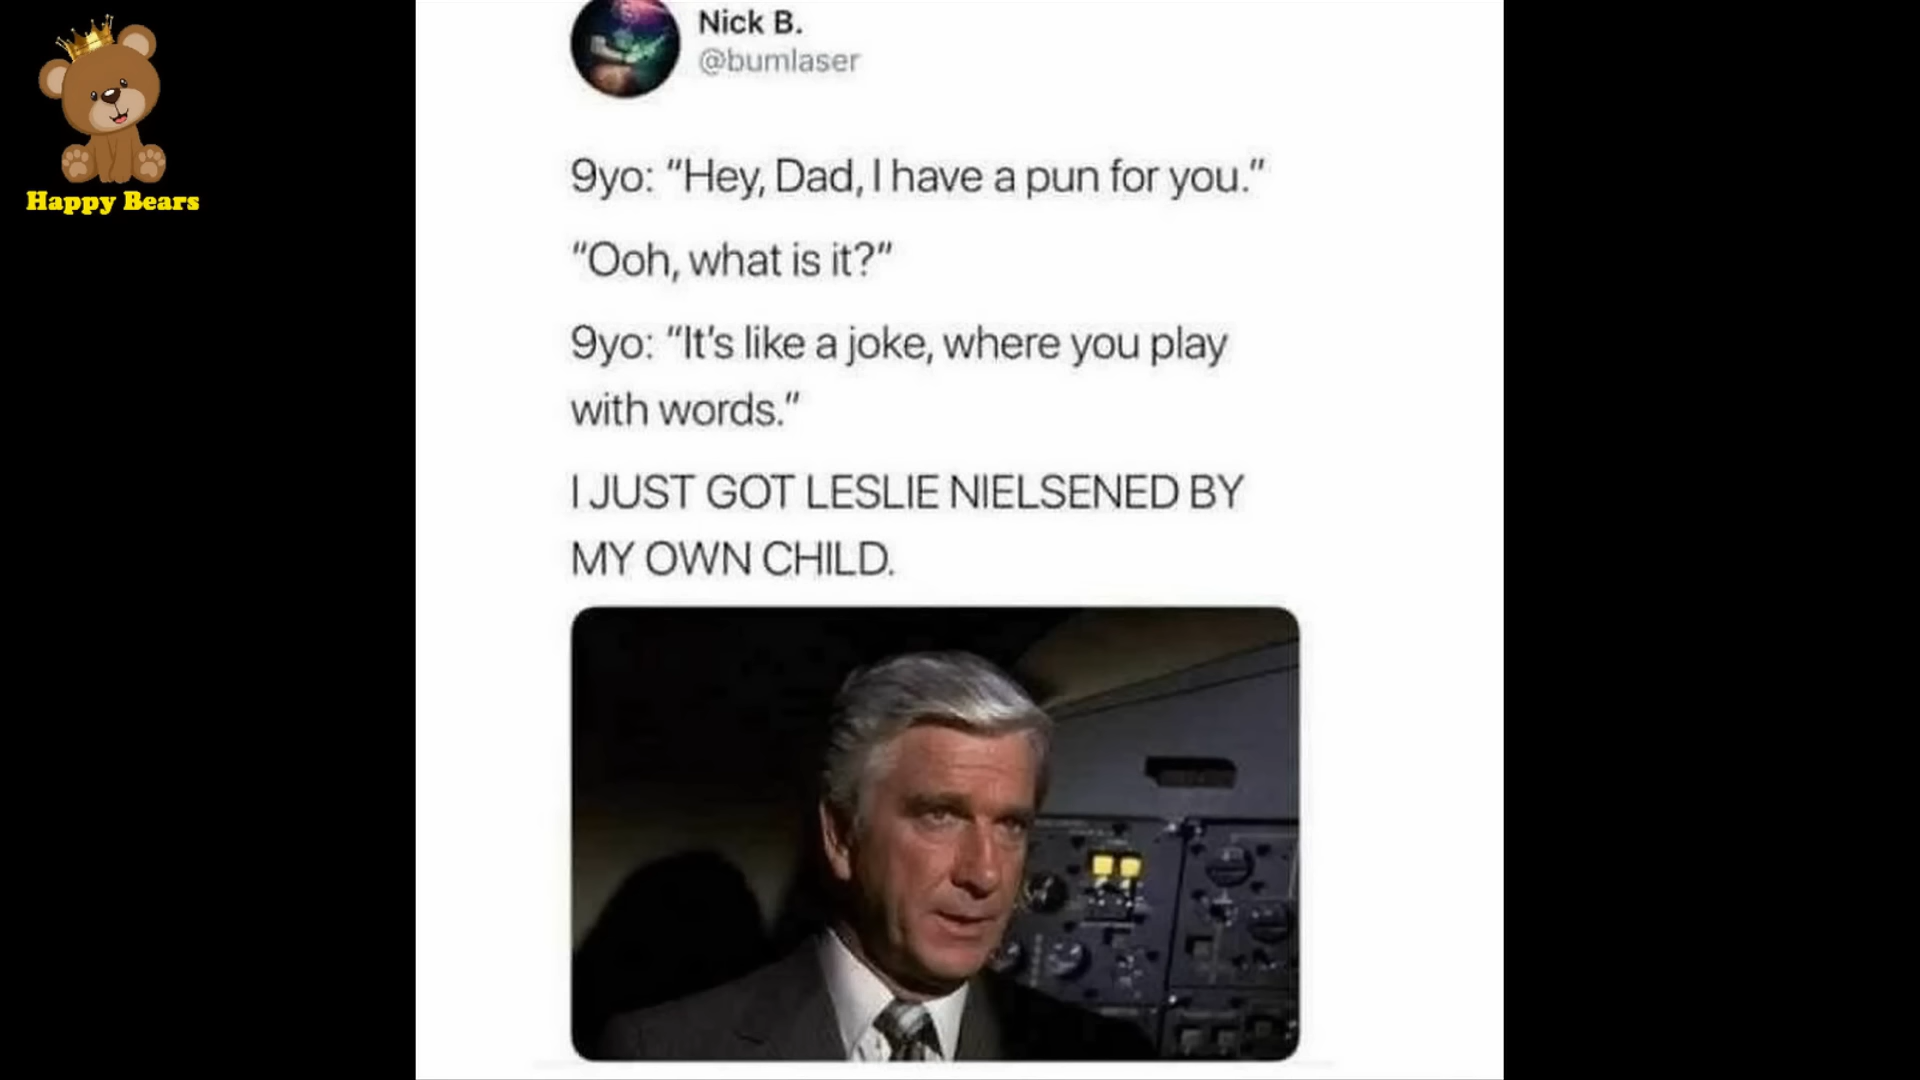 Happy Bears
Nick B.
@bumlaser
9yo: “Hey, Dad, I have a pun for you.”
“Ooh, what is it?”
9yo: “It's like a joke, where you play
with words.”
I JUST GOT LESLIE NIELSENED BY
MY OWN CHILD.